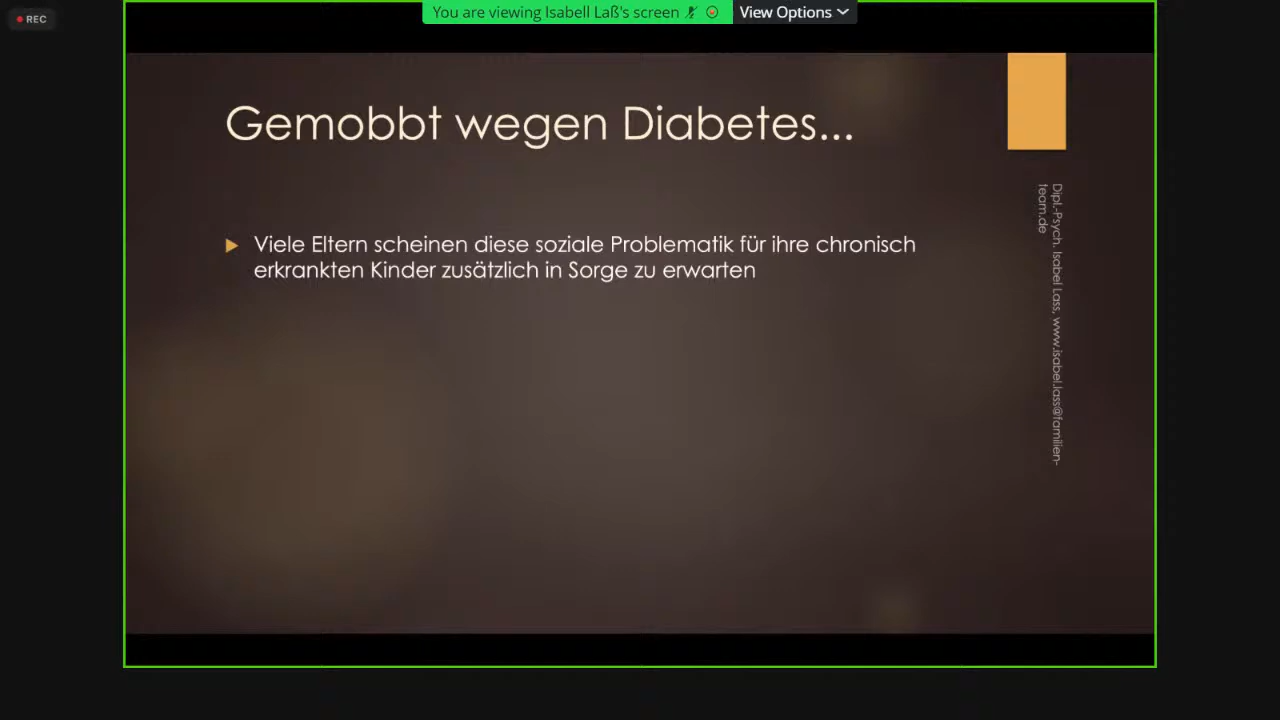 REC
You are viewing Isabell Laß's screen
View Options
Gemobbt wegen Diabetes...
Viele Eltern scheinen diese soziale Problematik für ihre chronisch
erkrankten Kinder zusätzlich in Sorge zu erwarten
Dipl.-Psych. Isabel Lass, www.isabel.lass@familien-
team.de